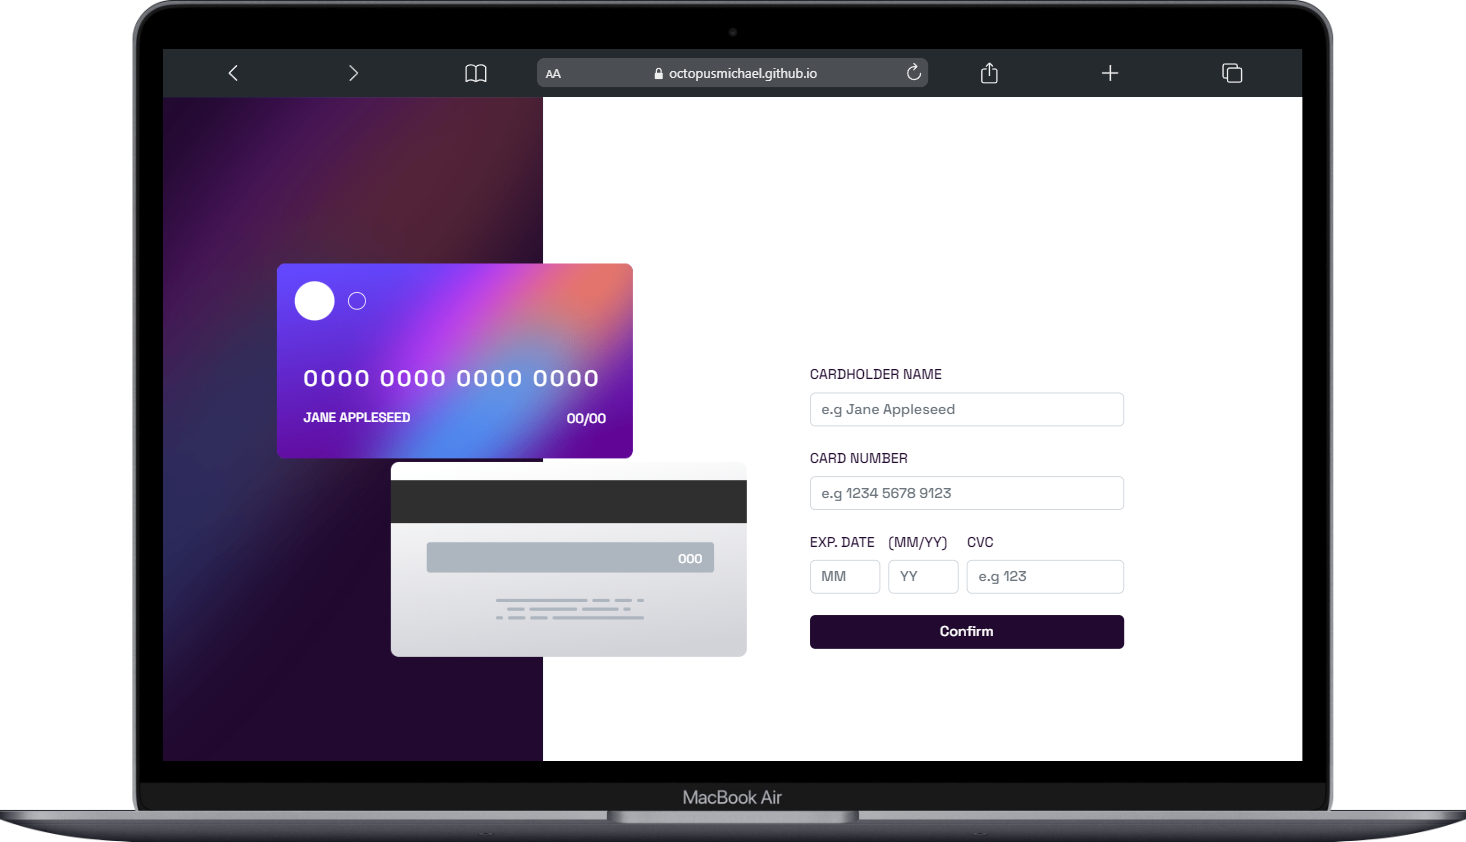 AA octopusmichael.github.io
0000 0000 0000 0000
JANE APPLESEED 00/00
000
CARDHOLDER NAME
e.g Jane Appleseed
CARD NUMBER
e.g 1234 5678 9123
EXP. DATE (MM/YY) CVC
MM YY e.g 123
Confirm
MacBook Air